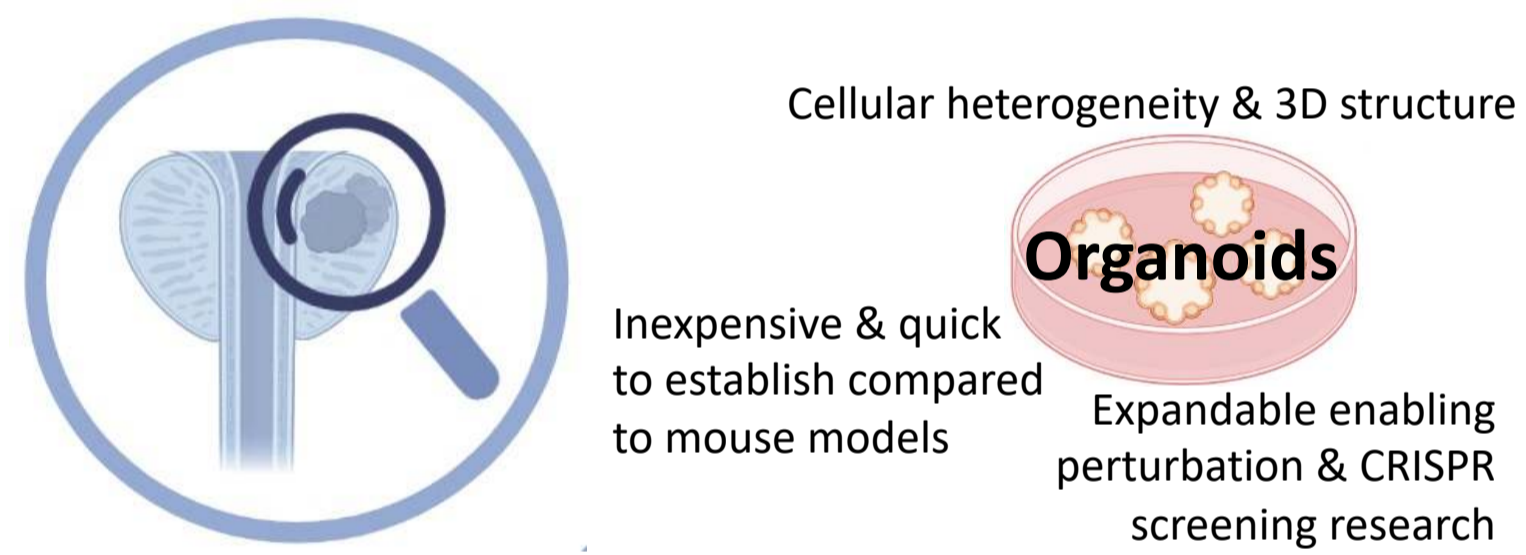 Cellular heterogeneity & 3D structure
Organoids
Inexpensive & quick
to establish compared
to mouse models
Expandable enabling
perturbation & CRISPR
screening research